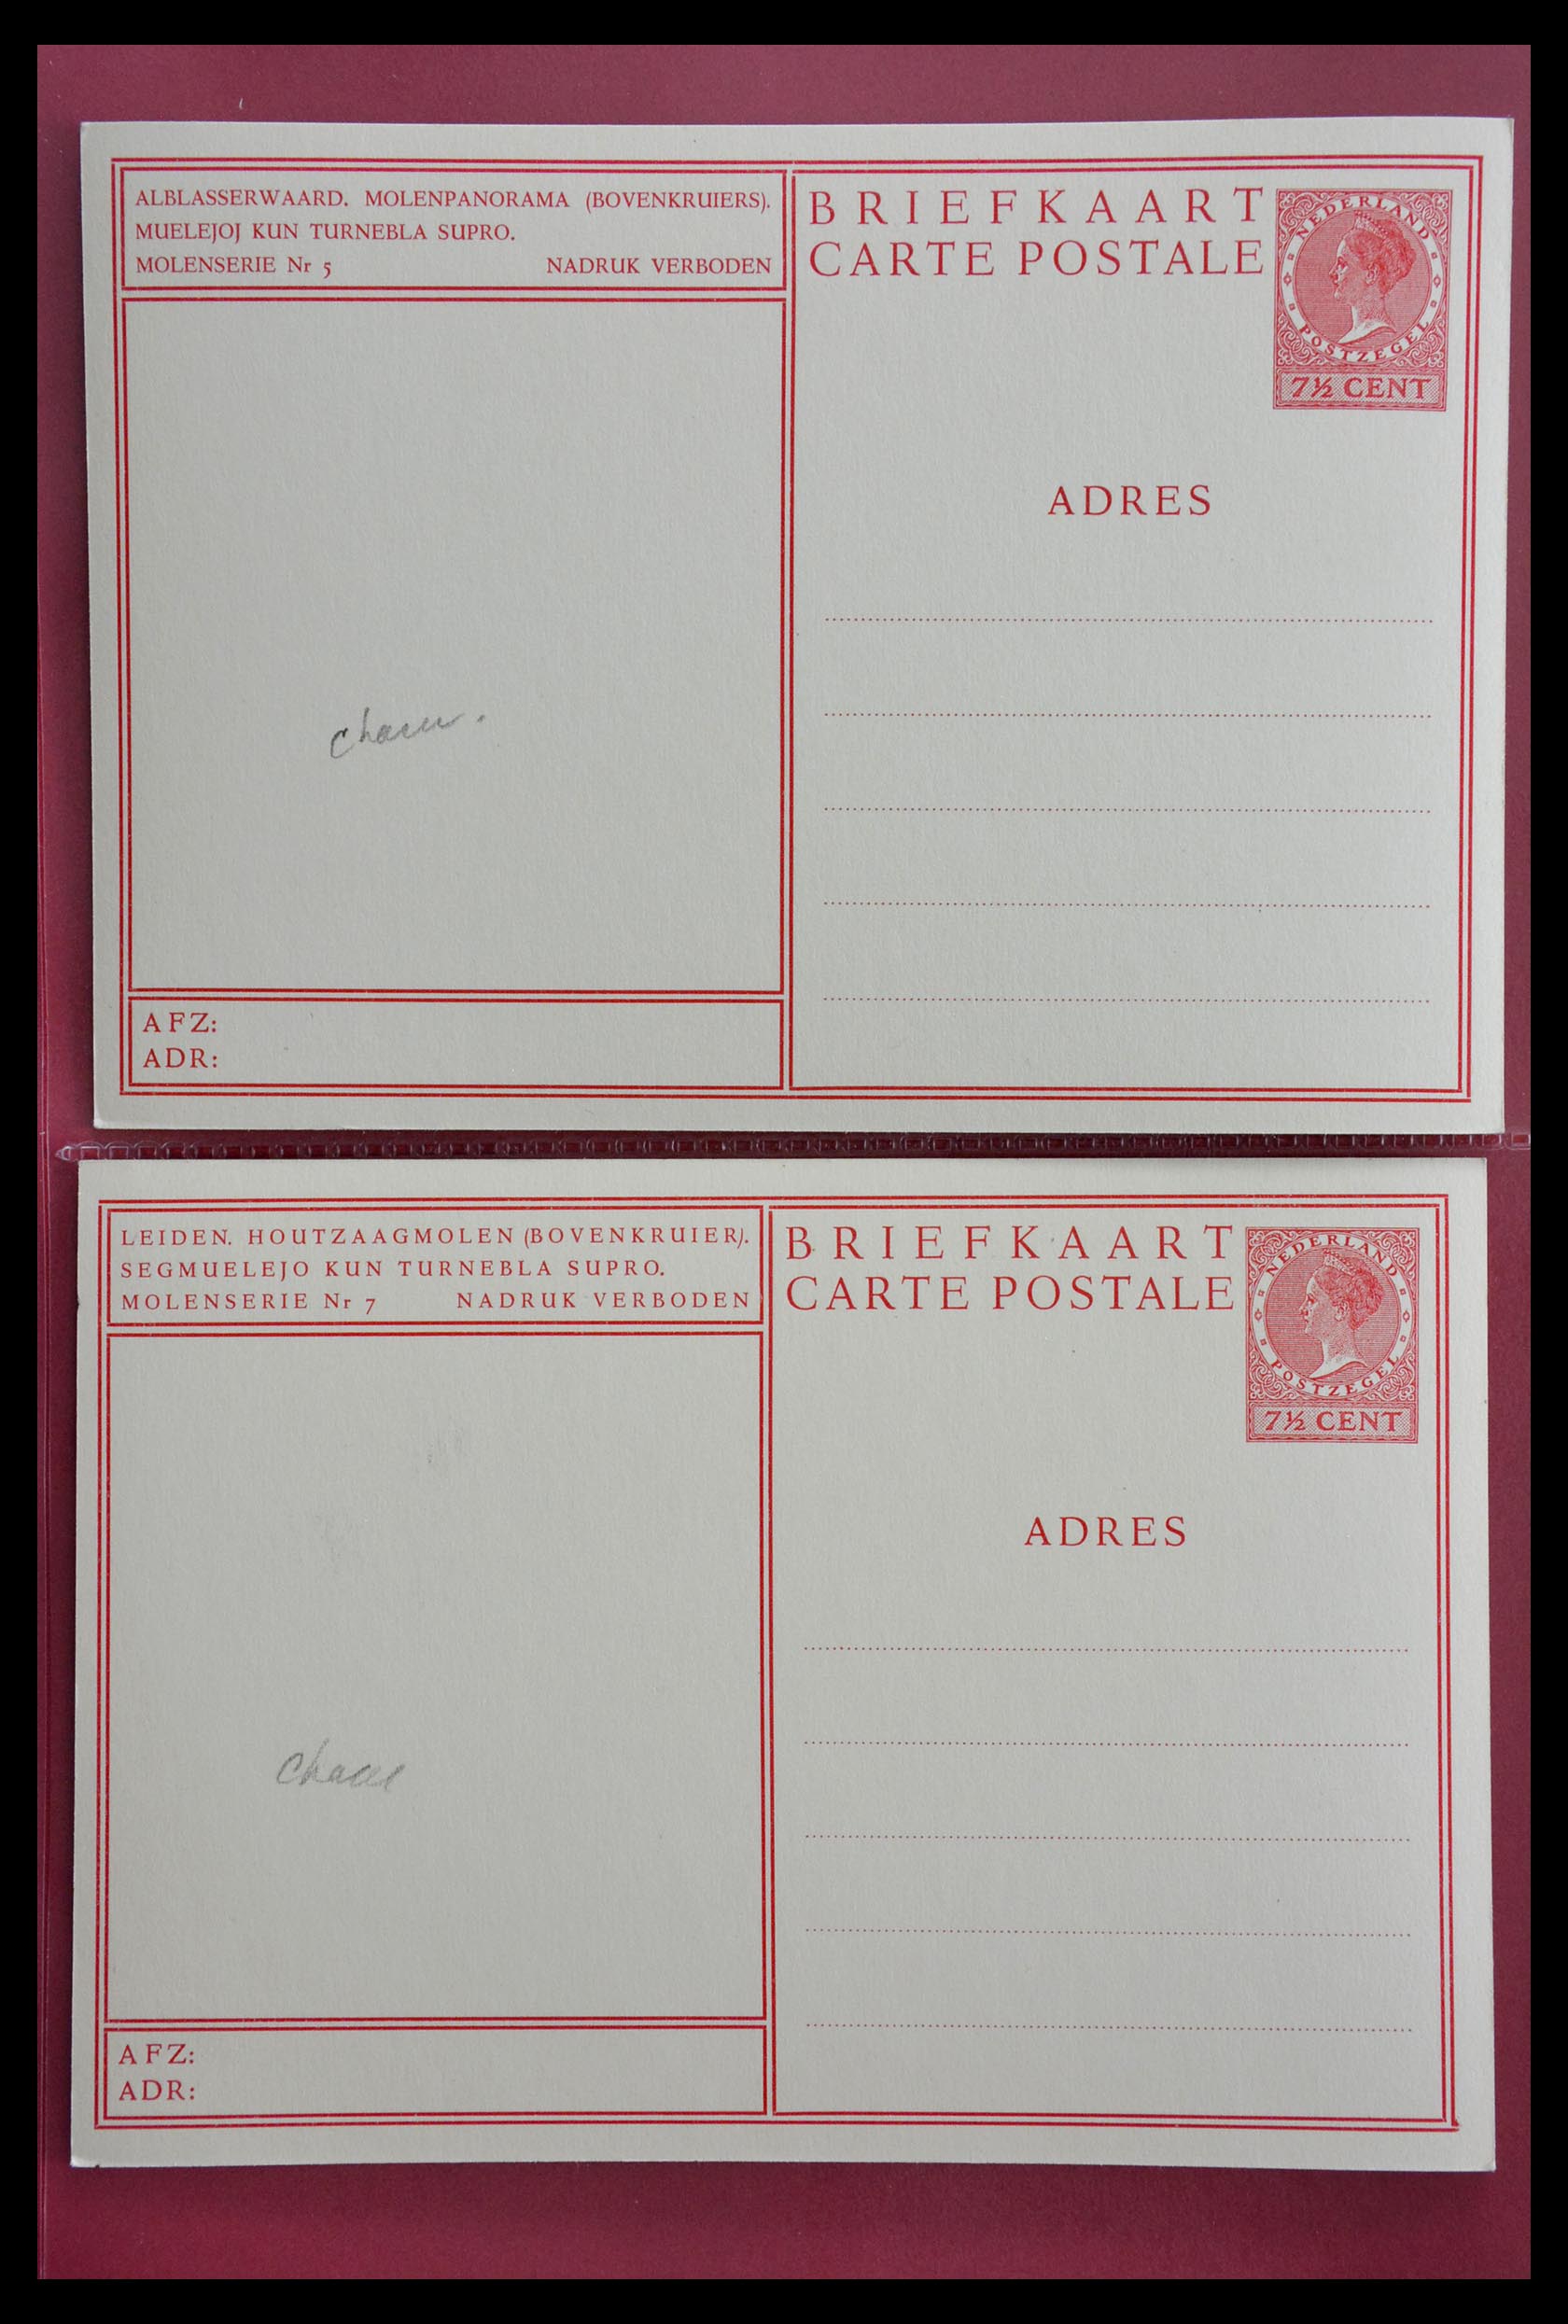 ALBLASSERWAARD. MOLENPANORAMA (BOVENKRUIERS).
MUELEJOJ KUN TURNEBLA SUPRO.
MOLENSERIE Nr 5 NADRUK VERBODEN
BRIEFKAART
CARTE POSTALE
NEDERLAND
POSTZEGEL
7½ CENT
ADRES
AFZ:
ADR:
LEIDEN. HOUTZAAGMOLEN (BOVENKRUIER).
SEGMUELEJO KUN TURNEBLA SUPRO.
MOLENSERIE Nr 7 NADRUK VERBODEN
BRIEFKAART
CARTE POSTALE
NEDERLAND
POSTZEGEL
7½ CENT
ADRES
AFZ:
ADR: